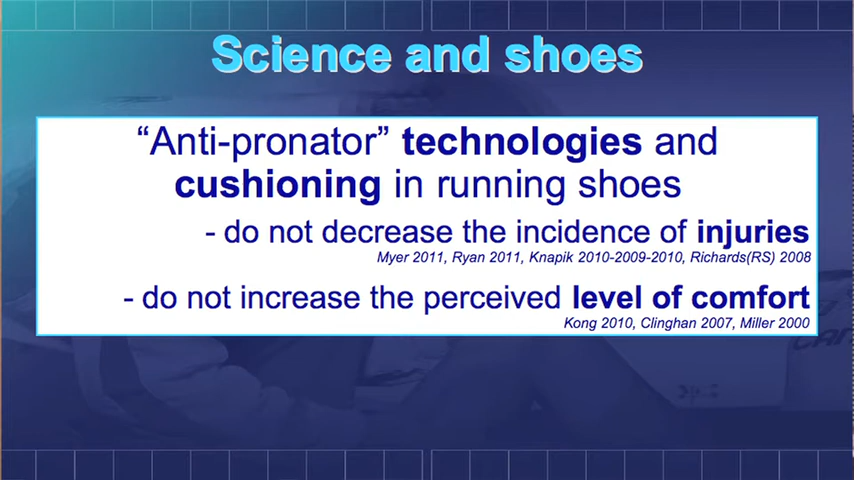 Science and shoes
“Anti-pronator” technologies and
cushioning in running shoes
- do not decrease the incidence of injuries
Myer 2011, Ryan 2011, Knapik 2010-2009-2010, Richards(RS) 2008
- do not increase the perceived level of comfort
Kong 2010, Clinghan 2007, Miller 2000